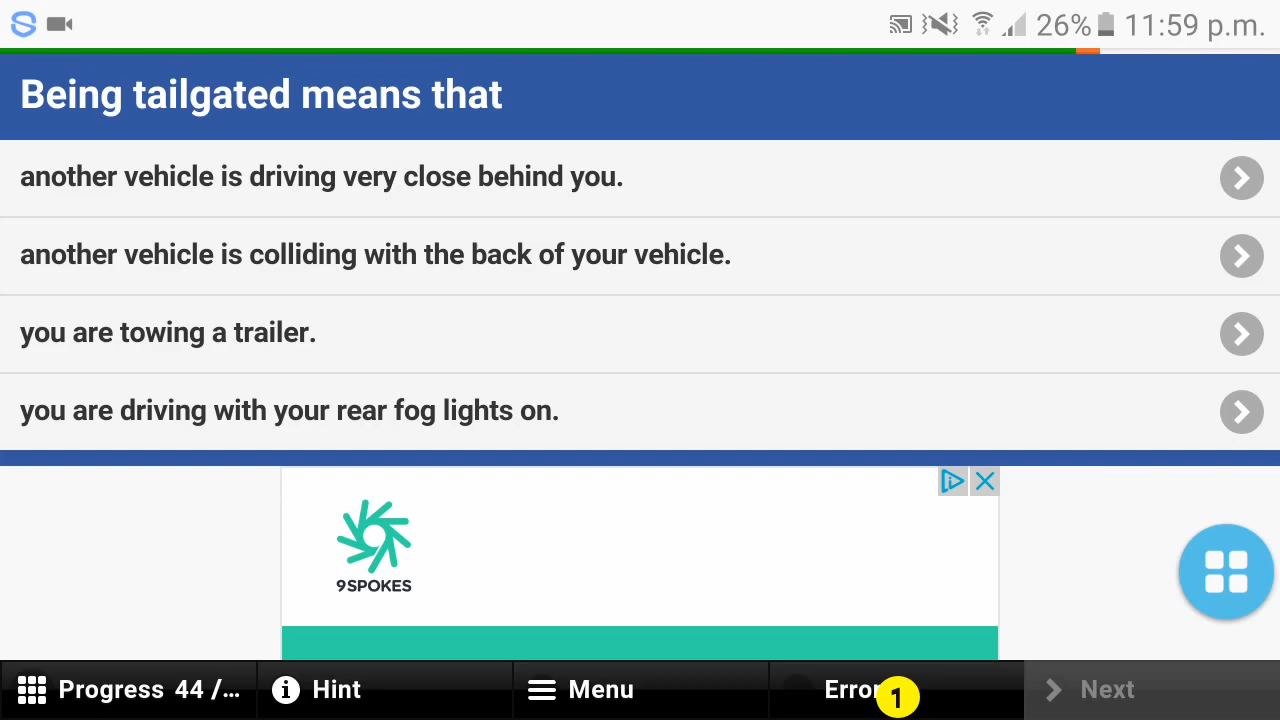 26% 11:59 p.m.
Being tailgated means that
another vehicle is driving very close behind you.
another vehicle is colliding with the back of your vehicle.
you are towing a trailer.
you are driving with your rear fog lights on.
9SPOKES
Progress 44 /... Hint Menu Error 1 Next